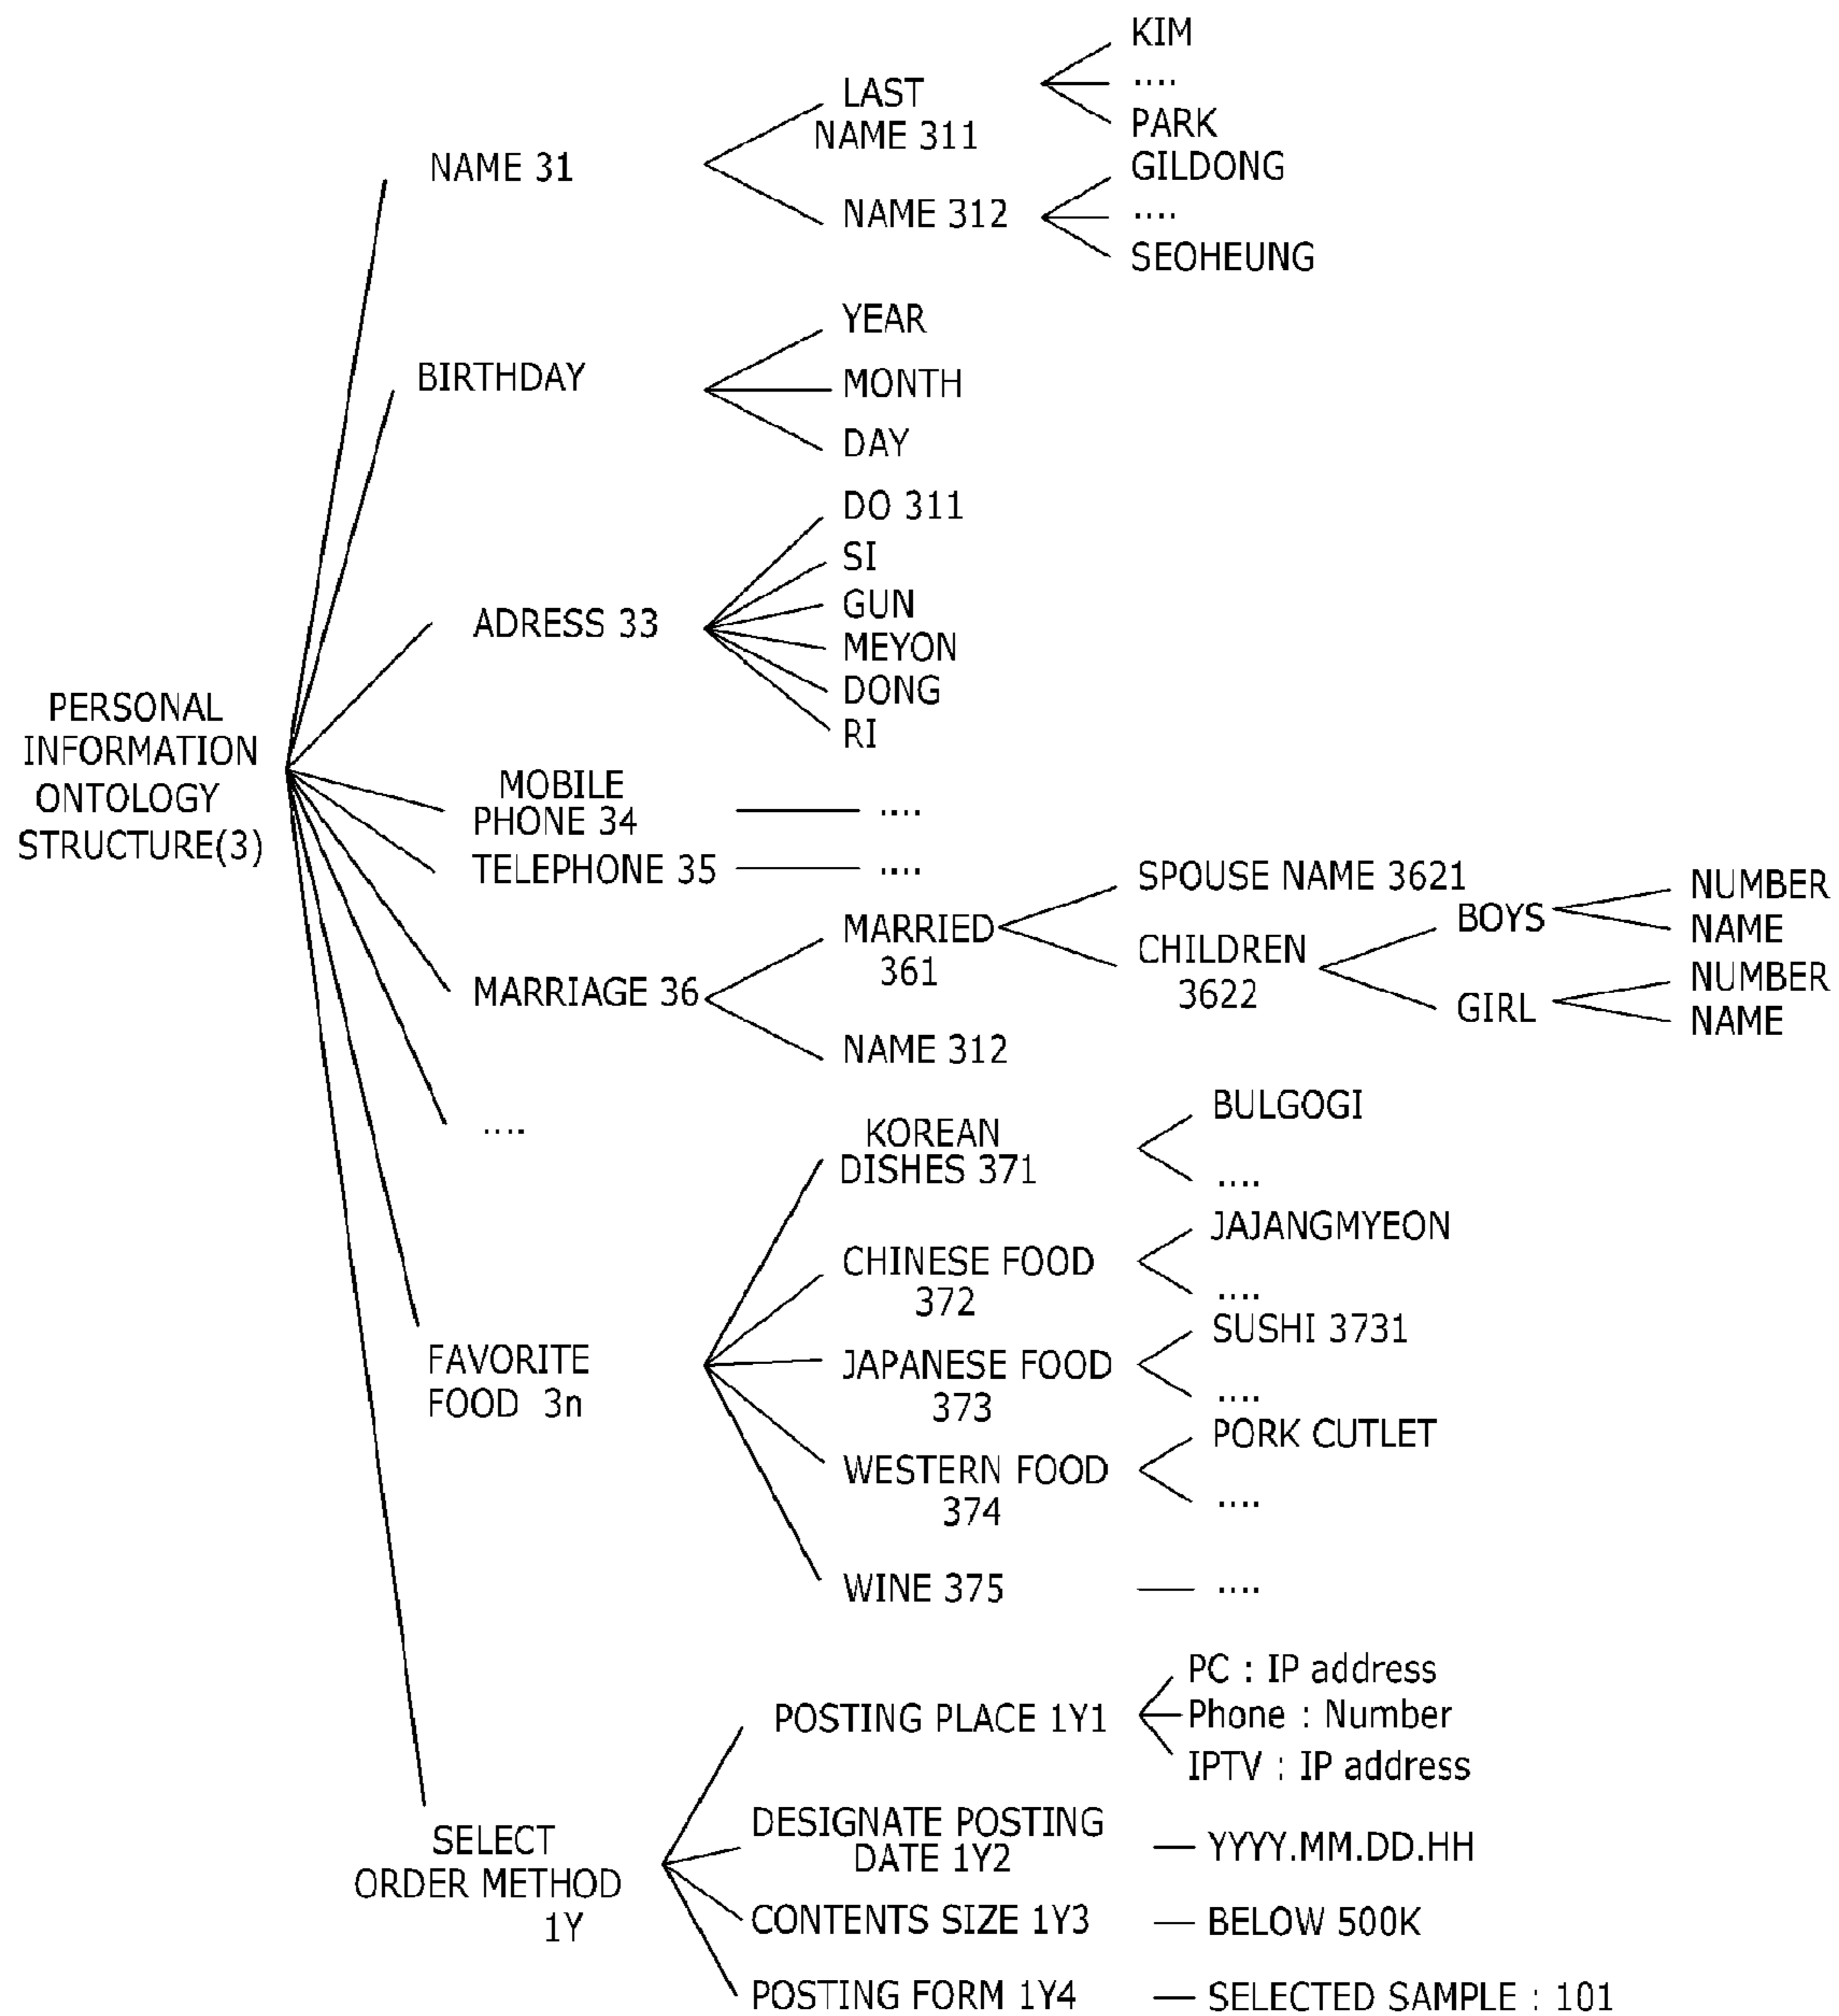 PERSONAL
INFORMATION
ONTOLOGY
STRUCTURE(3)
NAME 31
LAST
NAME 311
KIM
....
PARK
NAME 312
GILDONG
....
SEOHEUNG
BIRTHDAY
YEAR
MONTH
DAY
ADRESS 33
DO 311
SI
GUN
MEYON
DONG
RI
MOBILE
PHONE 34
....
TELEPHONE 35
....
MARRIAGE 36
MARRIED
361
SPOUSE NAME 3621
CHILDREN
3622
BOYS
NUMBER
NAME
GIRL
NUMBER
NAME
NAME 312
....
FAVORITE
FOOD 3n
KOREAN
DISHES 371
BULGOGI
....
CHINESE FOOD
372
JAJANGMYEON
....
JAPANESE FOOD
373
SUSHI 3731
....
WESTERN FOOD
374
PORK CUTLET
....
WINE 375
....
SELECT
ORDER METHOD
1Y
POSTING PLACE 1Y1
PC : IP address
Phone : Number
IPTV : IP address
DESIGNATE POSTING
DATE 1Y2
YYYY.MM.DD.HH
CONTENTS SIZE 1Y3
BELOW 500K
POSTING FORM 1Y4
SELECTED SAMPLE : 101